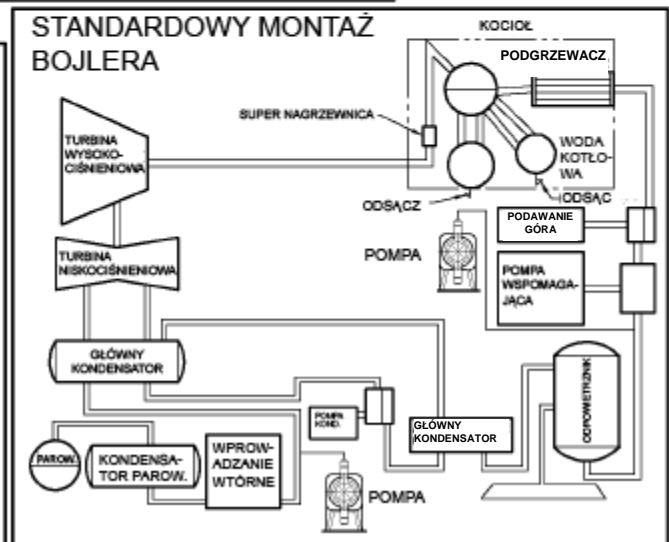 STANDARDOWY MONTAŻ
BOJLERA
KOCIOŁ
PODGRZEWACZ
SUPER NAGRZEWNICA
TURBINA
WYSOKO-
CIŚNIENIOWA
WODA
KOTŁO-
WA
ODSĄCZ
ODSĄC
PODAWANIE
GÓRA
POMPA
TURBINA
NISKOCIŚNIENIOWA
POMPA
WSPOMAGA-
JĄCA
GŁÓWNY
KONDENSATOR
ODPOWIETRZNIK
POMPA
KOND.
GŁÓWNY
KONDENSATOR
PAROW.
KONDENSA-
TOR PAROW.
WPROW-
ADZANIE
WTÓRNE
POMPA